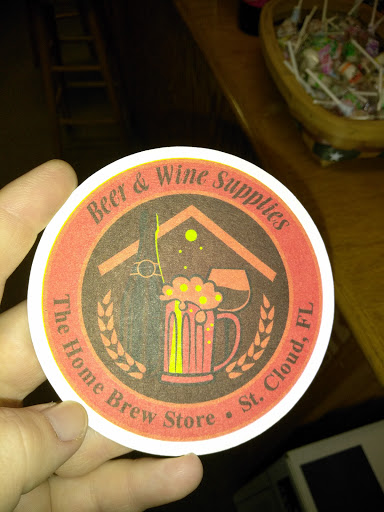 Beer & Wine Supplies
The Home Brew Store • St. Cloud, FL